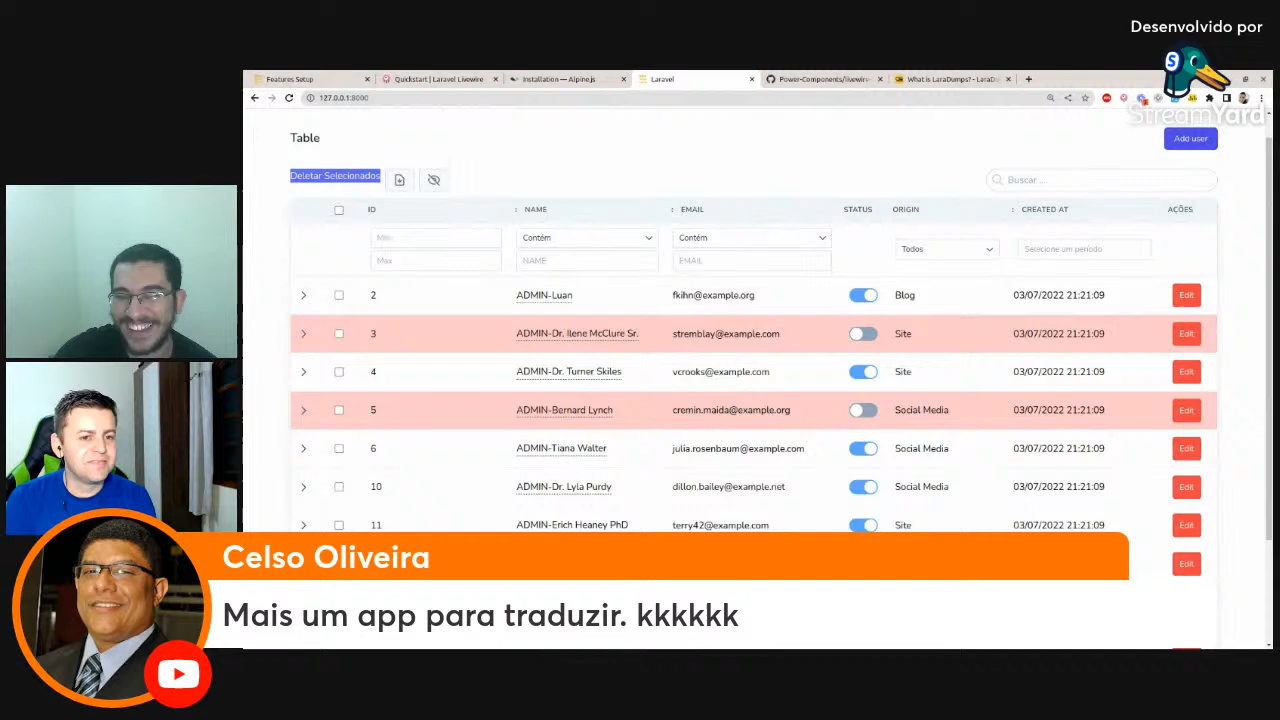 Desenvolvido por
StreamYard
Features Setup
Quickstart | Laravel Livewire
Installation — Alpine.js
Laravel
Power-Components/livewire-
What is LaraDumps? - LaraDu
127.0.0.1:8000
Table
Add user
Deletar Selecionados
Buscar ...
ID NAME EMAIL STATUS ORIGIN CREATED AT AÇÕES
Min Contém Contém
Todos Selecione um período
Max NAME EMAIL
2 ADMIN-Luan fkihn@example.org Blog 03/07/2022 21:21:09 Edit
3 ADMIN-Dr. Ilene McClure Sr. stremblay@example.com Site 03/07/2022 21:21:09 Edit
4 ADMIN-Dr. Turner Skiles vcrooks@example.com Site 03/07/2022 21:21:09 Edit
5 ADMIN-Bernard Lynch cremin.maida@example.org Social Media 03/07/2022 21:21:09 Edit
6 ADMIN-Tiana Walter julia.rosenbaum@example.com Social Media 03/07/2022 21:21:09 Edit
10 ADMIN-Dr. Lyla Purdy dillon.bailey@example.net Social Media 03/07/2022 21:21:09 Edit
11 ADMIN-Erich Heaney PhD terry42@example.com Site 03/07/2022 21:21:09 Edit
Edit
Celso Oliveira
Mais um app para traduzir. kkkkkk